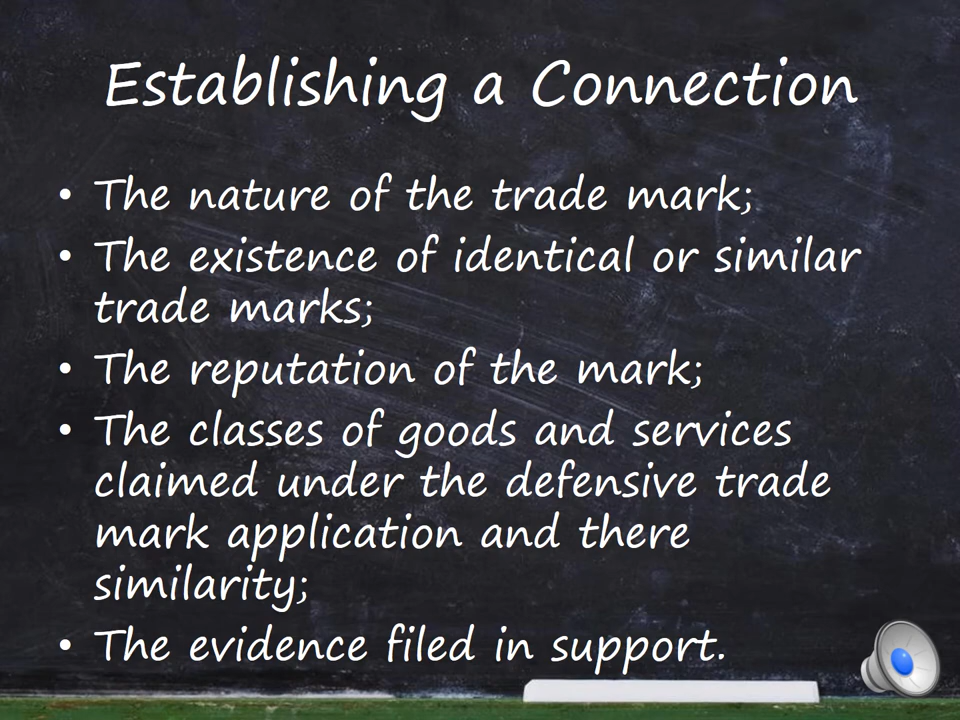 Establishing a Connection
• The nature of the trade mark;
• The existence of identical or similar
trade marks;
• The reputation of the mark;
• The classes of goods and services
claimed under the defensive trade
mark application and there
similarity;
• The evidence filed in support.